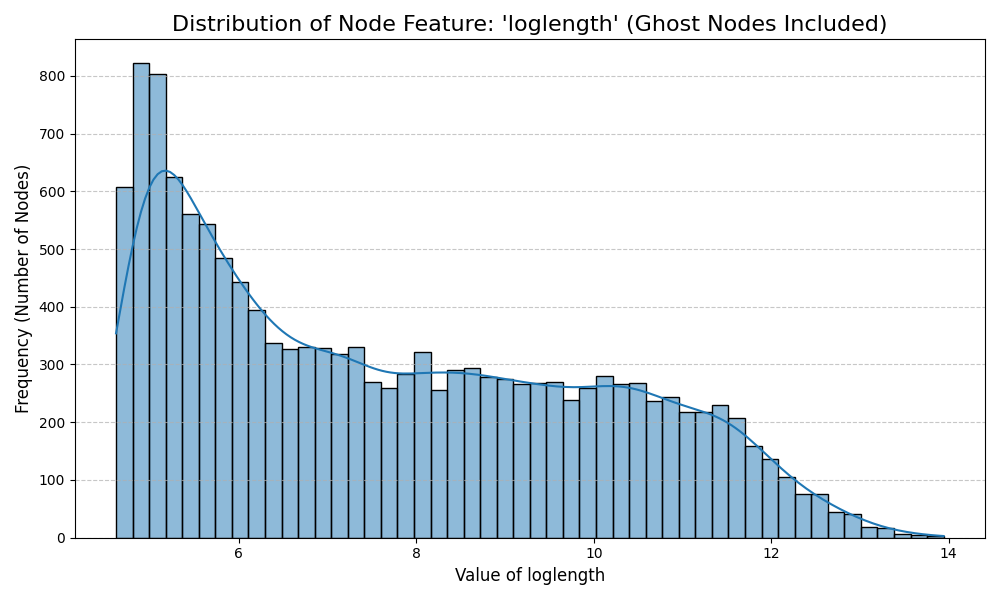 Distribution of Node Feature: 'loglength' (Ghost Nodes Included)
Frequency (Number of Nodes)
800
700
600
500
400
300
200
100
0
6 8 10 12 14
Value of loglength